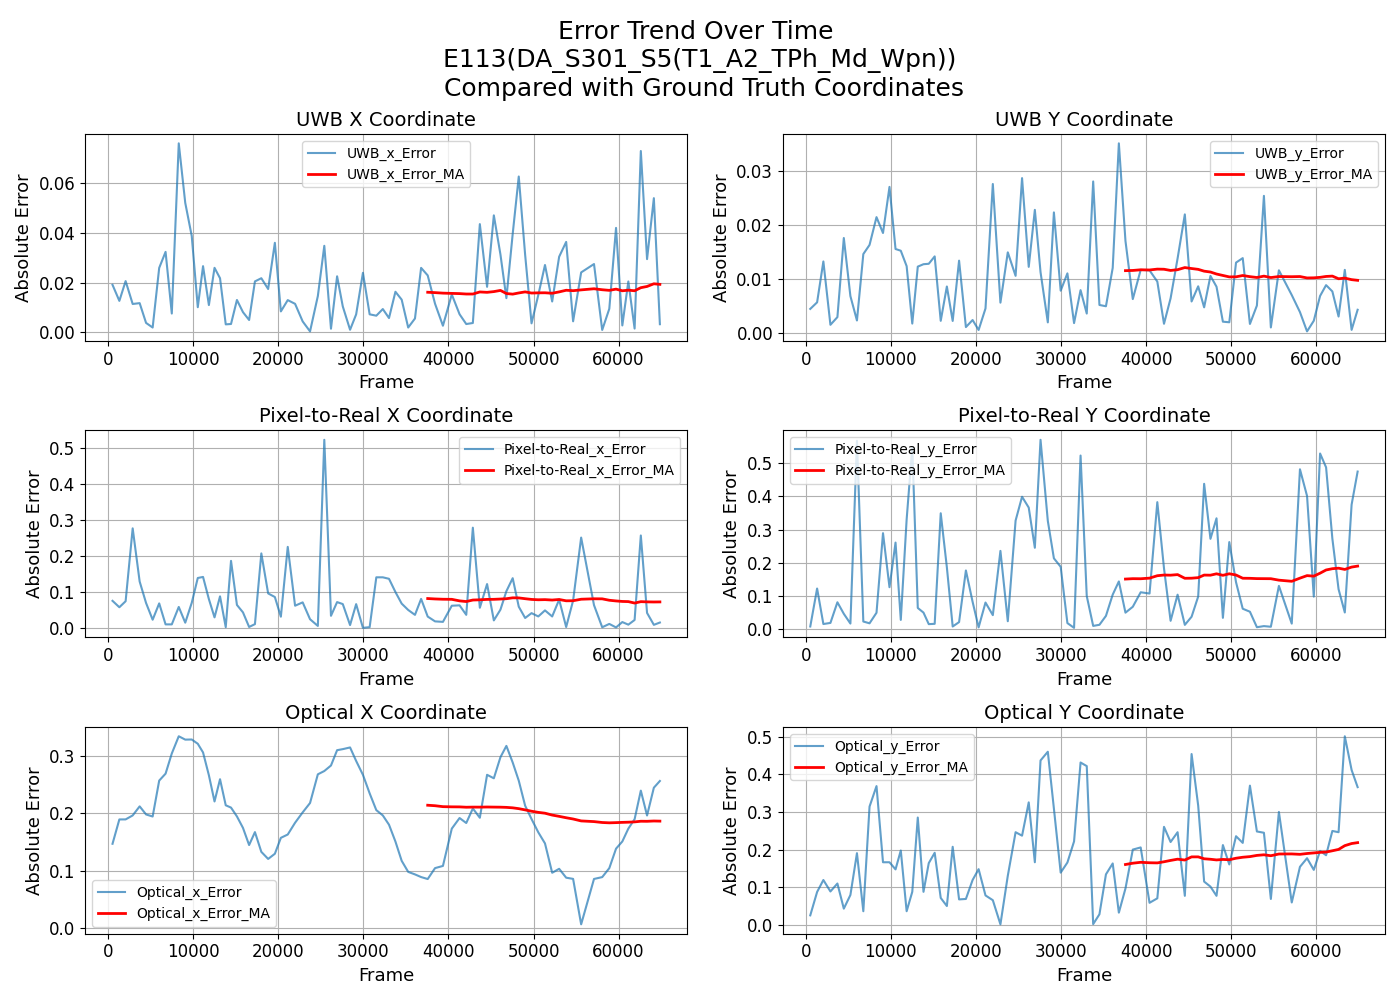 Error Trend Over Time
E113(DA_S301_S5(T1_A2_TPh_Md_Wpn))
Compared with Ground Truth Coordinates
UWB X Coordinate
Absolute Error
0.06
0.04
0.02
0.00
UWB_x_Error
UWB_x_Error_MA
0 10000 20000 30000 40000 50000 60000
Frame
UWB Y Coordinate
Absolute Error
0.03
0.02
0.01
0.00
UWB_y_Error
UWB_y_Error_MA
0 10000 20000 30000 40000 50000 60000
Frame
Pixel-to-Real X Coordinate
Absolute Error
0.5
0.4
0.3
0.2
0.1
0.0
Pixel-to-Real_x_Error
Pixel-to-Real_x_Error_MA
0 10000 20000 30000 40000 50000 60000
Frame
Pixel-to-Real Y Coordinate
Absolute Error
0.5
0.4
0.3
0.2
0.1
0.0
Pixel-to-Real_y_Error
Pixel-to-Real_y_Error_MA
0 10000 20000 30000 40000 50000 60000
Frame
Optical X Coordinate
Absolute Error
0.3
0.2
0.1
0.0
Optical_x_Error
Optical_x_Error_MA
0 10000 20000 30000 40000 50000 60000
Frame
Optical Y Coordinate
Absolute Error
0.5
0.4
0.3
0.2
0.1
0.0
Optical_y_Error
Optical_y_Error_MA
0 10000 20000 30000 40000 50000 60000
Frame